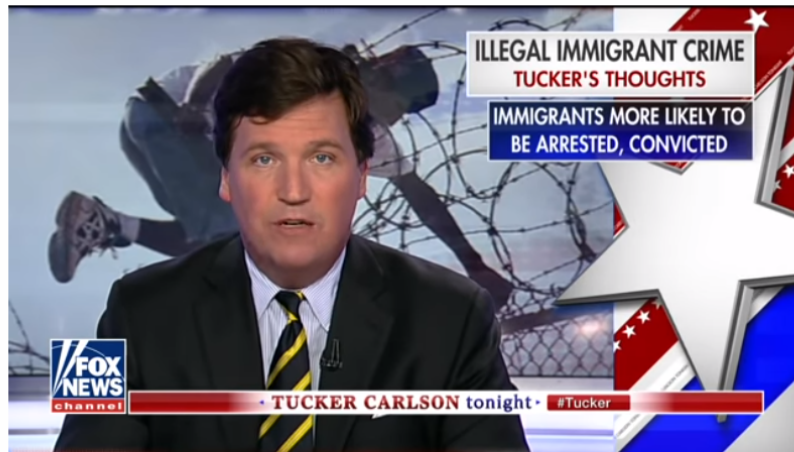 ILLEGAL IMMIGRANT CRIME
TUCKER'S THOUGHTS
IMMIGRANTS MORE LIKELY TO
BE ARRESTED, CONVICTED
FOX
NEWS
channel
TUCKER CARLSON tonight
#Tucker